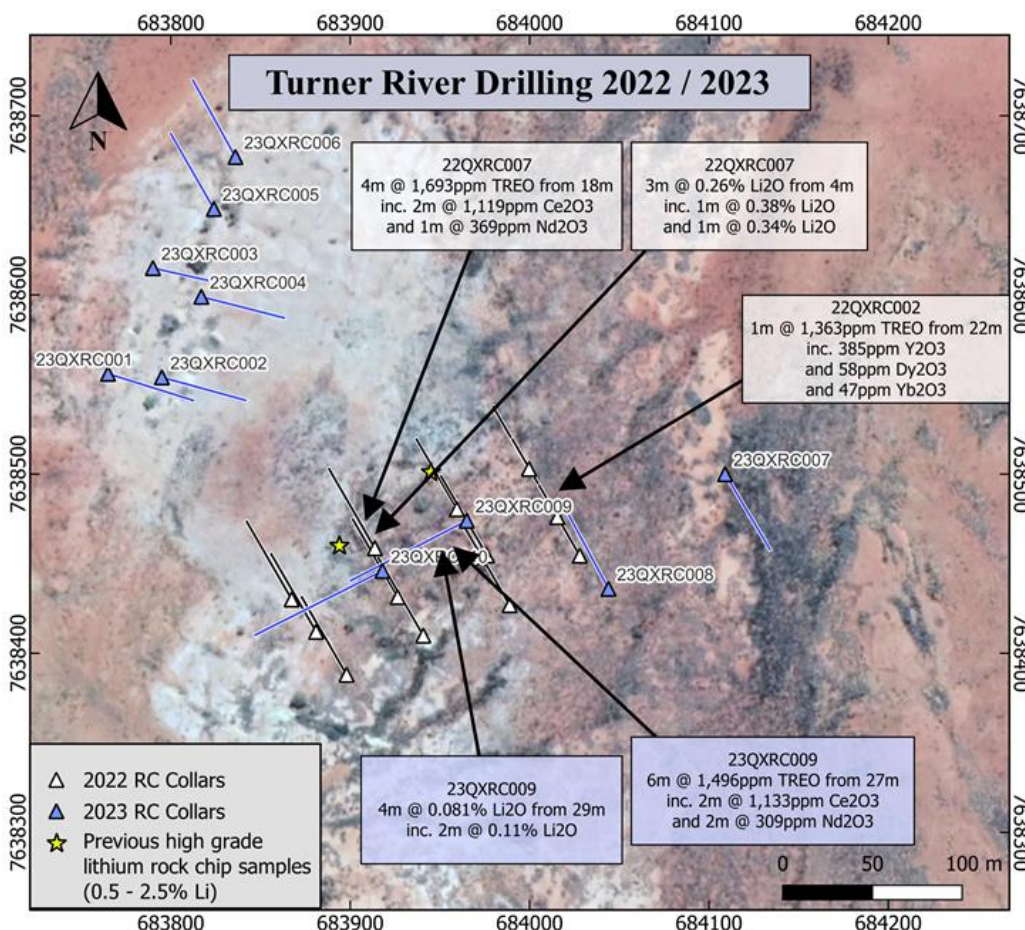 683800
683900
684000
684100
684200
Turner River Drilling 2022 / 2023
N
7638700
7638700
23QXRC006
23QXRC005
23QXRC003
23QXRC004
23QXRC001
23QXRC002
22QXRC007
4m @ 1,693ppm TREO from 18m
inc. 2m @ 1,119ppm Ce2O3
and 1m @ 369ppm Nd2O3
22QXRC007
3m @ 0.26% Li2O from 4m
inc. 1m @ 0.38% Li2O
and 1m @ 0.34% Li2O
7638600
7638600
22QXRC002
1m @ 1,363ppm TREO from 22m
inc. 385ppm Y2O3
and 58ppm Dy2O3
and 47ppm Yb2O3
7638500
7638500
23QXRC007
23QXRC009
23QXRC008
7638400
7638400
2022 RC Collars
2023 RC Collars
Previous high grade
lithium rock chip samples
(0.5 - 2.5% Li)
23QXRC009
4m @ 0.081% Li2O from 29m
inc. 2m @ 0.11% Li2O
23QXRC009
6m @ 1,496ppm TREO from 27m
inc. 2m @ 1,133ppm Ce2O3
and 2m @ 309ppm Nd2O3
7638300
7638300
0 50 100 m
683800
683900
684000
684100
684200